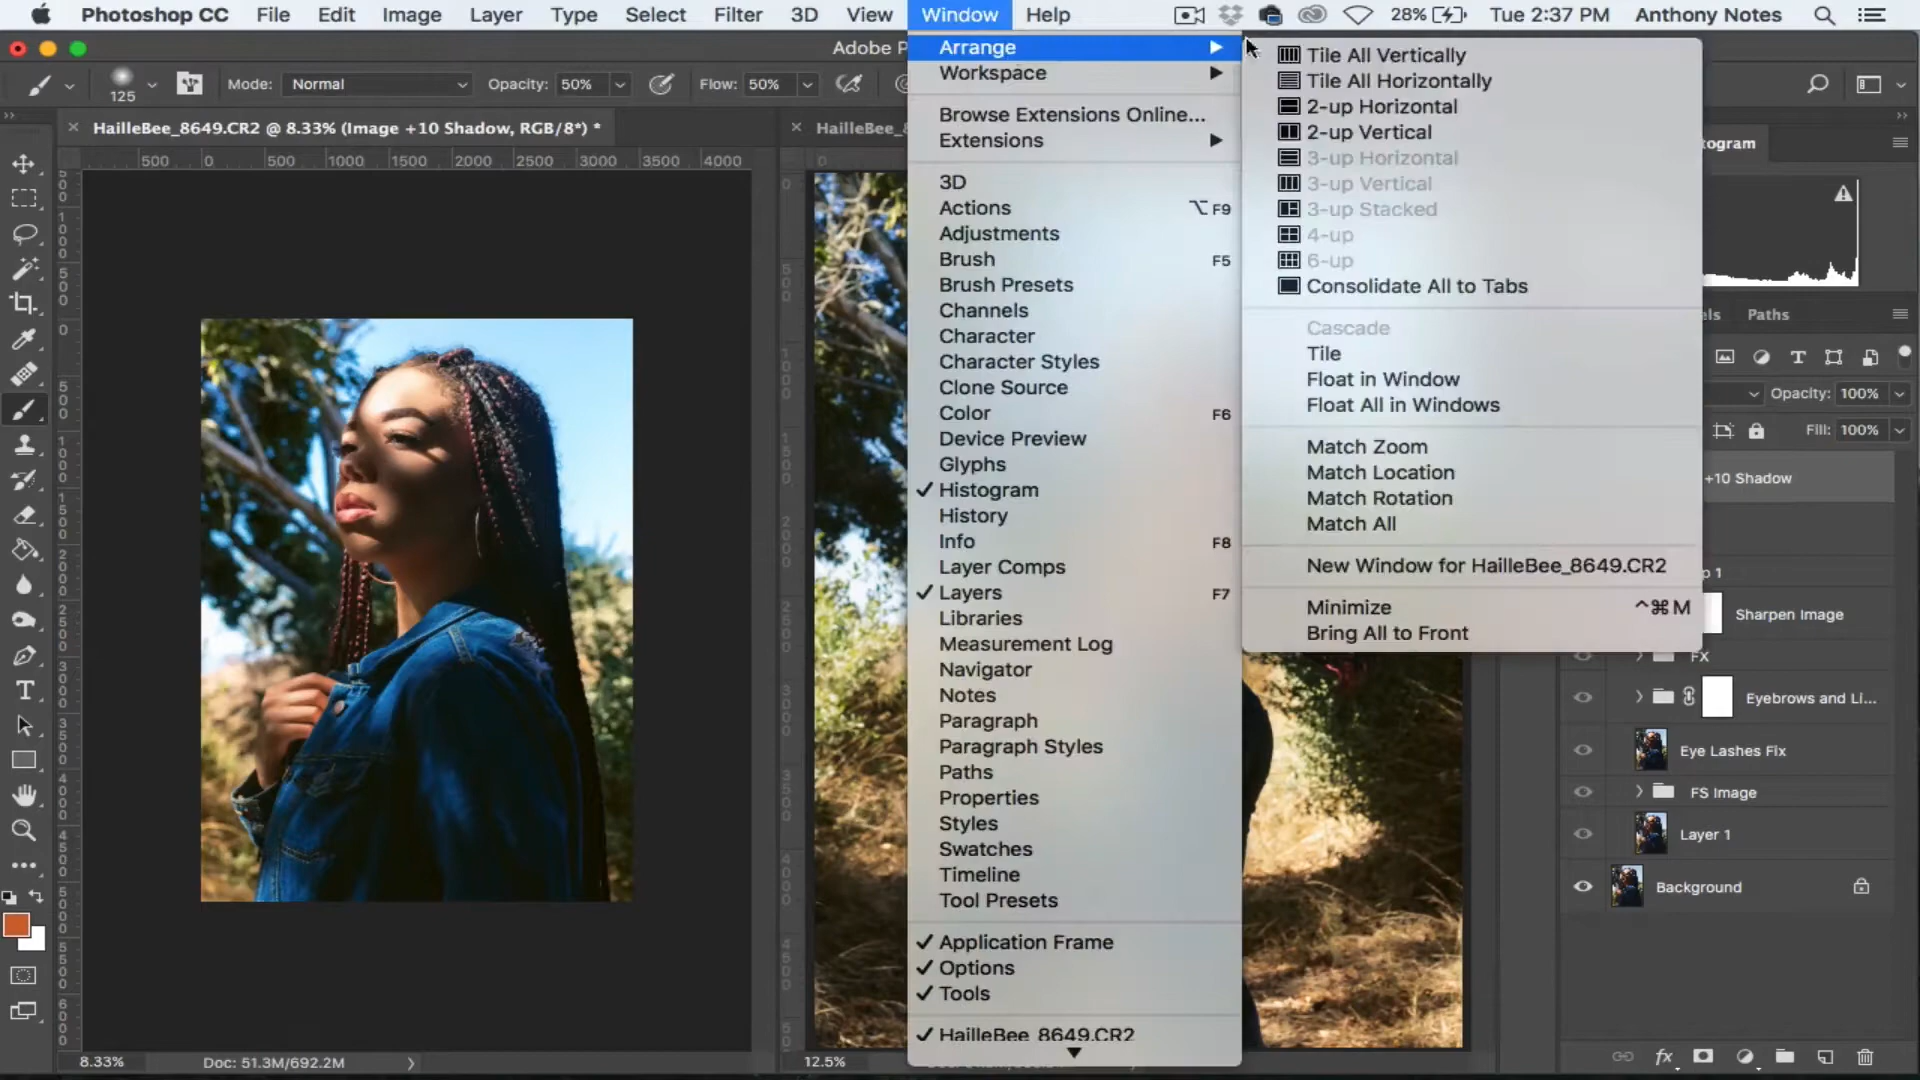 Photoshop CC File Edit Image Layer Type Select Filter 3D View Window Help 28% Tue 2:37 PM Anthony Notes
Adobe P
125 Mode: Normal Opacity: 50% Flow: 50%
HailleBee_8649.CR2 @ 8.33% (Image +10 Shadow, RGB/8*) *
HailleBee_8
500 0 500 1000 1500 2000 2500 3000 3500 4000
0
Arrange
Workspace
Browse Extensions Online...
Extensions
3D
Actions ⌥ F9
Adjustments
Brush F5
Brush Presets
Channels
Character
Character Styles
Clone Source
Color F6
Device Preview
Glyphs
✓ Histogram
History
Info F8
Layer Comps
✓ Layers F7
Libraries
Measurement Log
Navigator
Notes
Paragraph
Paragraph Styles
Paths
Properties
Styles
Swatches
Timeline
Tool Presets
✓ Application Frame
✓ Options
✓ Tools
✓ HailleBee_8649.CR2
Tile All Vertically
Tile All Horizontally
2-up Horizontal
2-up Vertical
3-up Horizontal
3-up Vertical
3-up Stacked
4-up
6-up
Consolidate All to Tabs
Cascade
Tile
Float in Window
Float All in Windows
Match Zoom
Match Location
Match Rotation
Match All
New Window for HailleBee_8649.CR2
Minimize ^⌘M
Bring All to Front
togram
els Paths
Opacity: 100%
Fill: 100%
+10 Shadow
p 1
Sharpen Image
FX
Eyebrows and Li...
Eye Lashes Fix
FS Image
Layer 1
Background
8.33% Doc: 51.3M/692.2M
12.5%